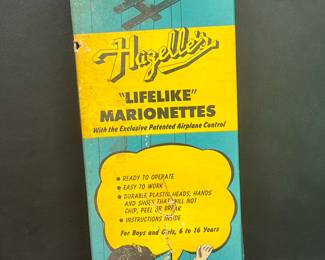 Hazelle's
"LIFELIKE"
MARIONETTES
With the Exclusive Patented Airplane Control
• READY TO OPERATE
• EASY TO WORK
• DURABLE PLASTIC HEADS, HANDS
AND SHOES THAT WILL NOT
CHIP, PEEL OR BREAK
• INSTRUCTIONS INSIDE
For Boys and Girls, 6 to 16 Years